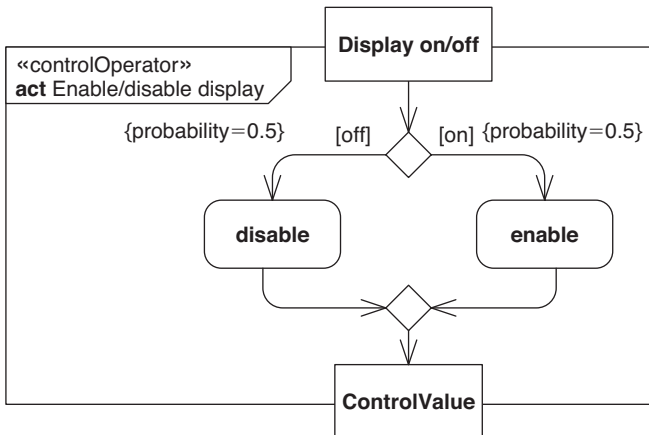 Display on/off
«controlOperator»
act Enable/disable display
{probability=0.5}
[off]
[on]
{probability=0.5}
disable
enable
ControlValue